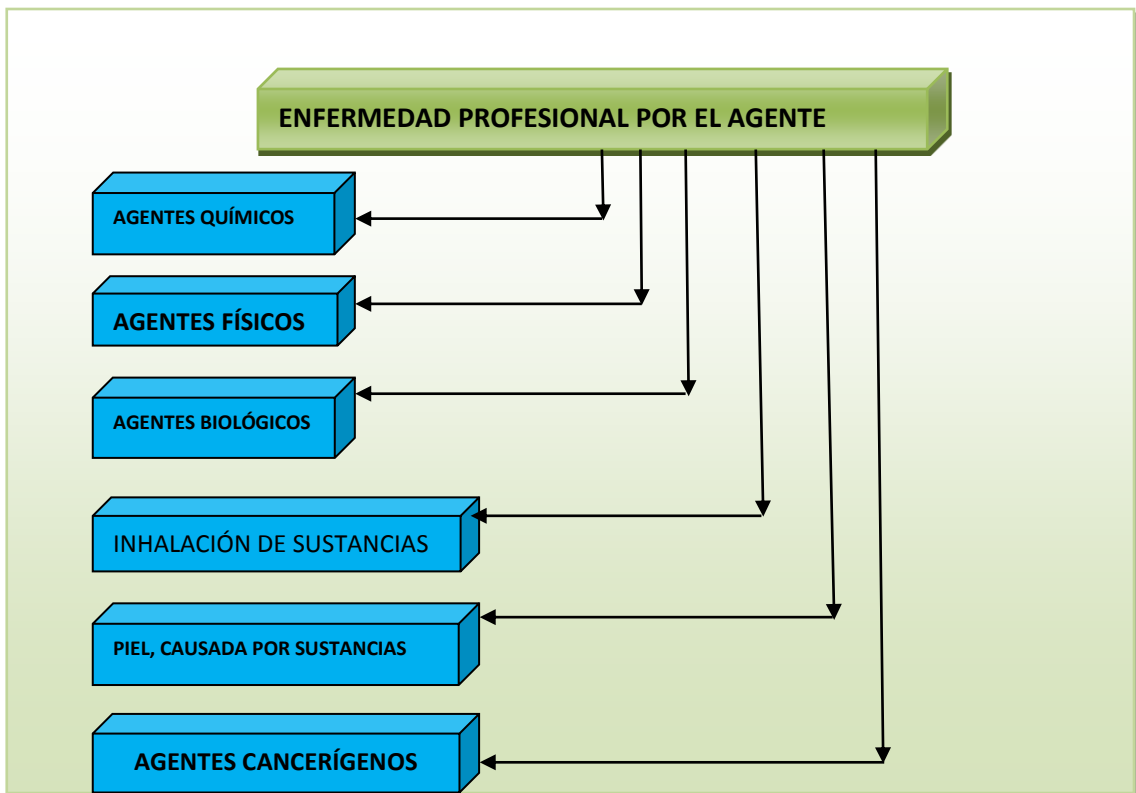 ENFERMEDAD PROFESIONAL POR EL AGENTE
AGENTES QUÍMICOS
AGENTES FÍSICOS
AGENTES BIOLÓGICOS
INHALACIÓN DE SUSTANCIAS
PIEL, CAUSADA POR SUSTANCIAS
AGENTES CANCERÍGENOS